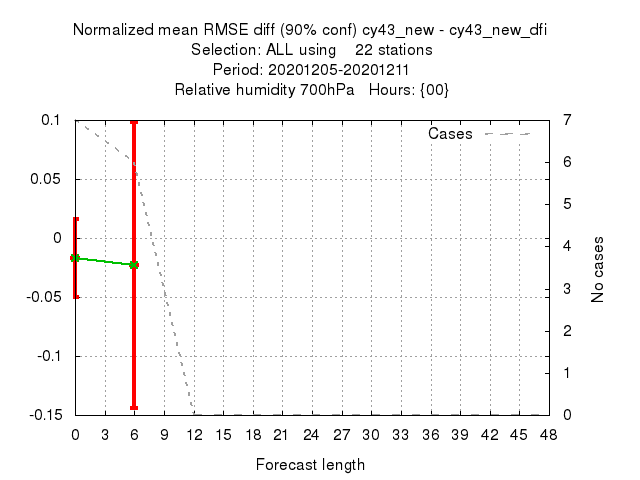 Normalized mean RMSE diff (90% conf) cy43_new - cy43_new_dfi
Selection: ALL using    22 stations
Period: 20201205-20201211
Relative humidity 700hPa   Hours: {00}
Cases
0.1
0.05
0
-0.05
-0.1
-0.15
7
6
5
4
3
2
1
0
No cases
0 3 6 9 12 15 18 21 24 27 30 33 36 39 42 45 48
Forecast length